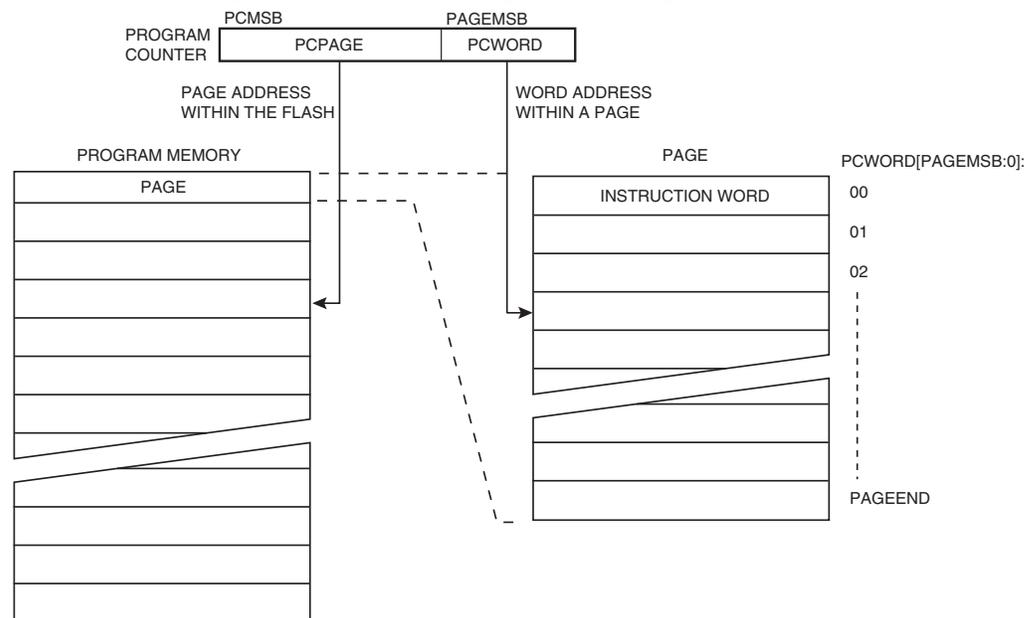 PCMSB PAGEMSB
PROGRAM
COUNTER
PCPAGE PCWORD
PAGE ADDRESS
WITHIN THE FLASH
WORD ADDRESS
WITHIN A PAGE
PROGRAM MEMORY
PAGE
PAGE
INSTRUCTION WORD
PCWORD[PAGEMSB:0]:
00
01
02
PAGEEND